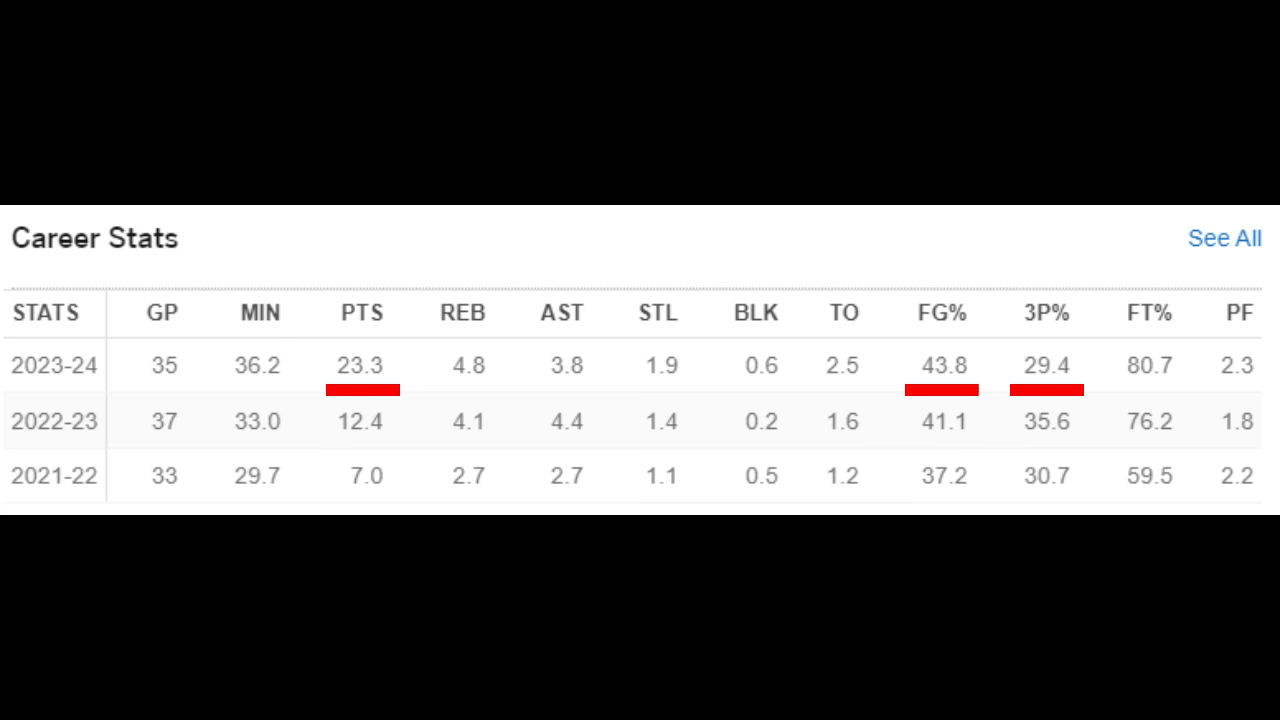 Career Stats See All
STATS GP MIN PTS REB AST STL BLK TO FG% 3P% FT% PF
2023-24 35 36.2 23.3 4.8 3.8 1.9 0.6 2.5 43.8 29.4 80.7 2.3
2022-23 37 33.0 12.4 4.1 4.4 1.4 0.2 1.6 41.1 35.6 76.2 1.8
2021-22 33 29.7 7.0 2.7 2.7 1.1 0.5 1.2 37.2 30.7 59.5 2.2